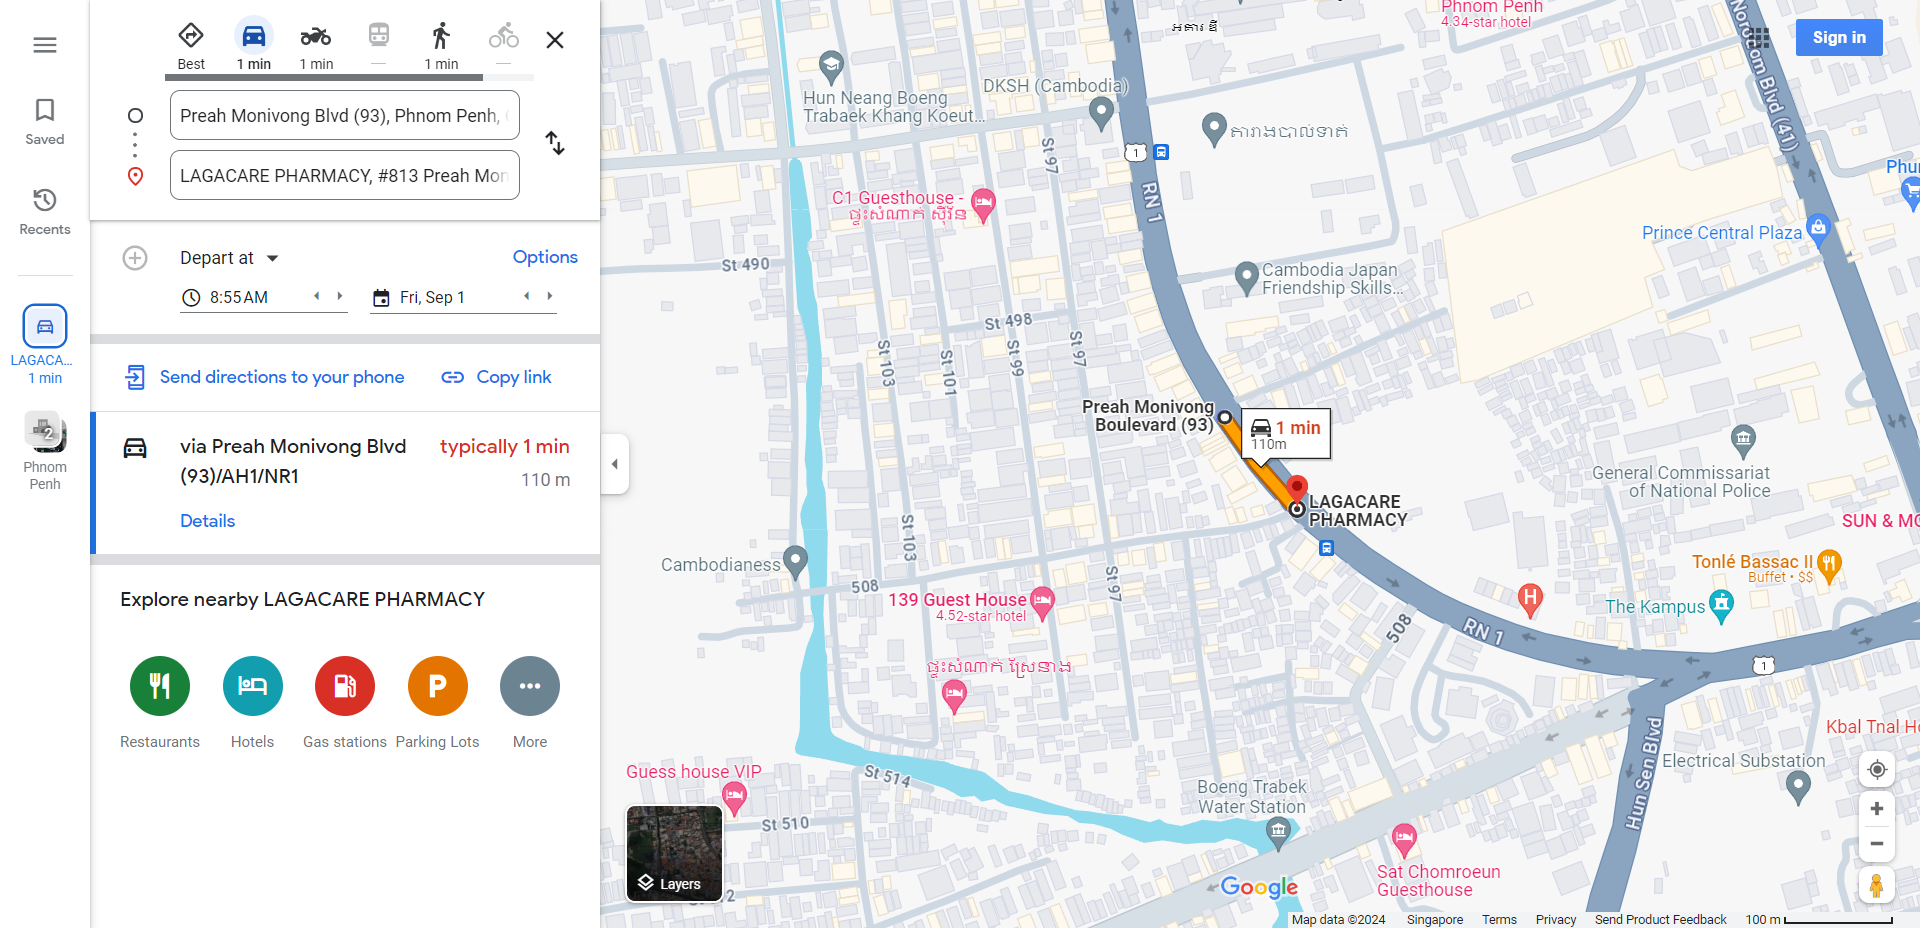 Best
1 min
1 min
—
1 min
—
Preah Monivong Blvd (93), Phnom Penh,
LAGACARE PHARMACY, #813 Preah Mon
Saved
Recents
LAGACA...
1 min
2
Phnom
Penh
Depart at
Options
8:55 AM
Fri, Sep 1
Send directions to your phone
Copy link
via Preah Monivong Blvd
(93)/AH1/NR1
typically 1 min
110 m
Details
Explore nearby LAGACARE PHARMACY
P
Restaurants
Hotels
Gas stations
Parking Lots
More
Layers
Sign in
Phnom Penh
4.34-star hotel
អគារ ឌី
Norodom Blvd (41)
DKSH (Cambodia)
Hun Neang Boeng
Trabaek Khang Koeut...
តារាងបាល់ទាត់
1
St 97
RN 1
Phu
C1 Guesthouse -
ផ្ទះសំណាក់ ស៊ីវីន
Prince Central Plaza
St 490
Cambodia Japan
Friendship Skills...
St 498
St 103
St 101
St 99
St 97
Preah Monivong
Boulevard (93)
1 min
110m
General Commissariat
of National Police
LAGACARE
PHARMACY
SUN & MO
St 103
Cambodianess
508
St 97
Tonlé Bassac II
Buffet • $$
139 Guest House
4.52-star hotel
H
The Kampus
508
RN 1
1
ផ្ទះសំណាក់ ស្រែនាង
Kbal Tnal H
Hun Sen Blvd
Electrical Substation
Guess house VIP
St 514
Boeng Trabek
Water Station
St 510
Sat Chomroeun
Guesthouse
Google
Map data ©2024
Singapore
Terms
Privacy
Send Product Feedback
100 m